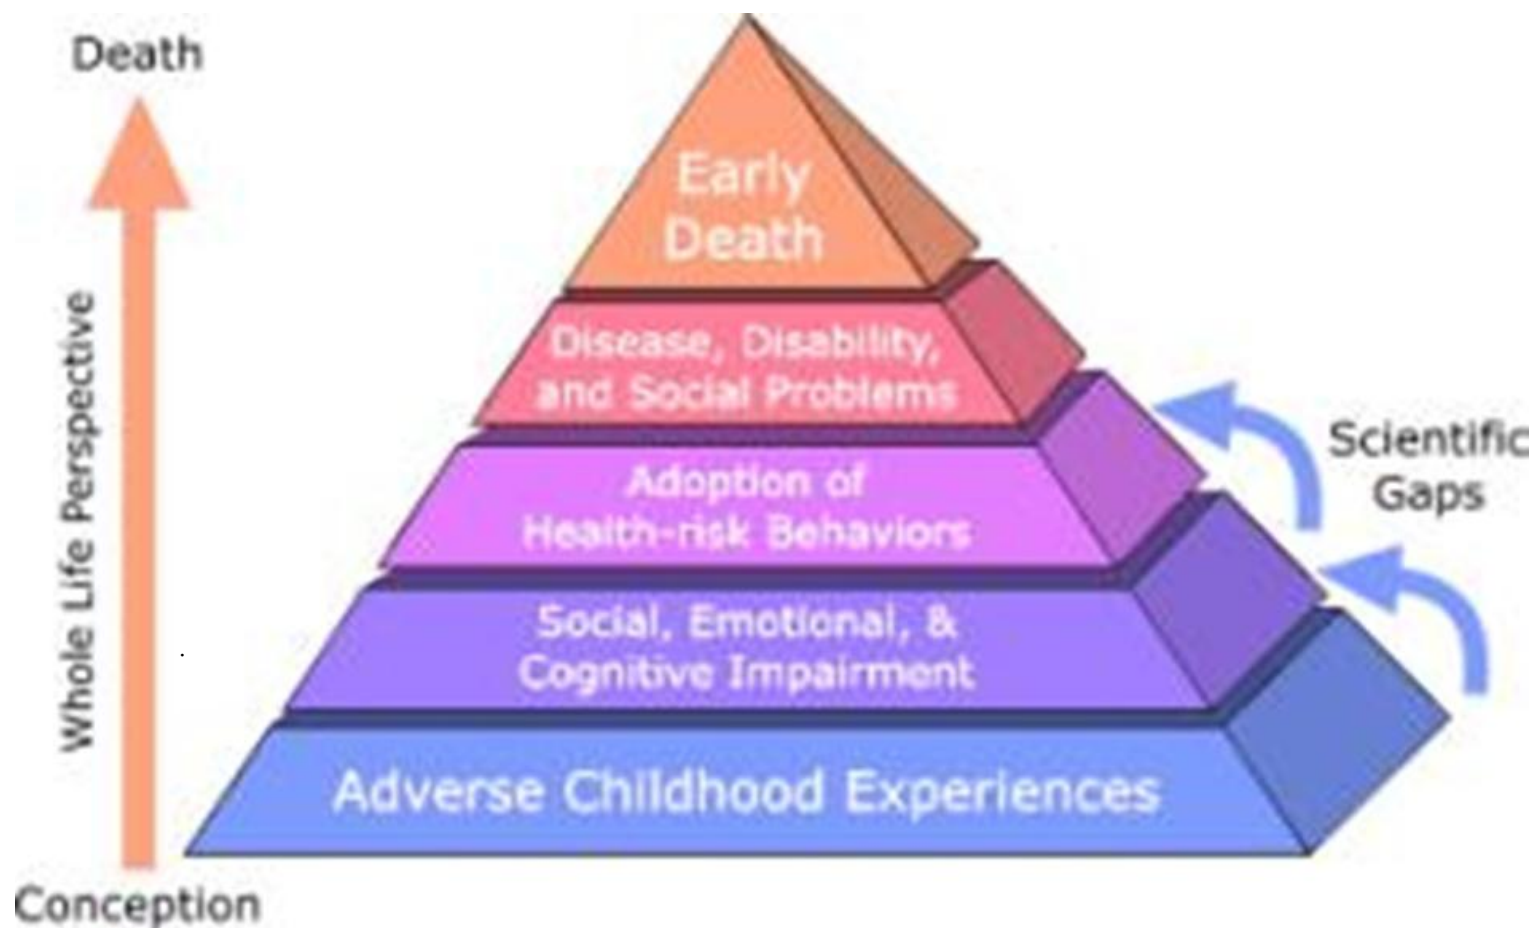 Death
Early
Death
Disease, Disability,
and Social Problems
Adoption of
Health-risk Behaviors
Social, Emotional, &
Cognitive Impairment
Adverse Childhood Experiences
Scientific
Gaps
Whole Life Perspective
Conception